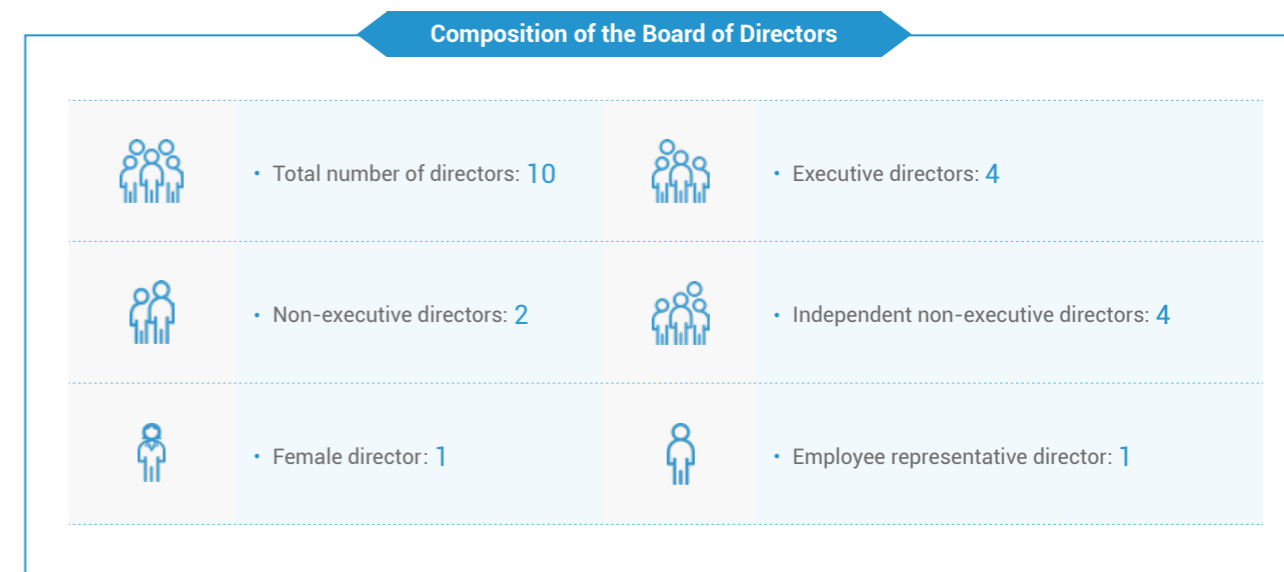 Composition of the Board of Directors
• Total number of directors: 10
• Executive directors: 4
• Non-executive directors: 2
• Independent non-executive directors: 4
• Female director: 1
• Employee representative director: 1